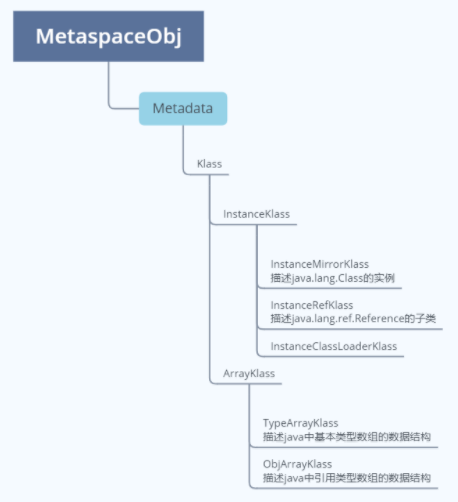 MetaspaceObj
Metadata
Klass
InstanceKlass
InstanceMirrorKlass
描述java.lang.Class的实例
InstanceRefKlass
描述java.lang.ref.Reference的子类
InstanceClassLoaderKlass
ArrayKlass
TypeArrayKlass
描述java中基本类型数组的数据结构
ObjArrayKlass
描述java中引用类型数组的数据结构